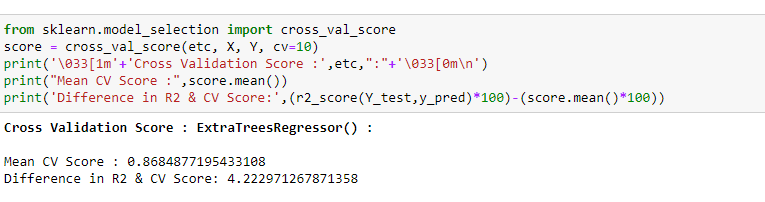 from sklearn.model_selection import cross_val_score
score = cross_val_score(etc, X, Y, cv=10)
print('\033[1m'+'Cross Validation Score :',etc,":"+'\033[0m\n')
print("Mean CV Score :",score.mean())
print('Difference in R2 & CV Score:',(r2_score(Y_test,y_pred)*100)-(score.mean()*100))
Cross Validation Score : ExtraTreesRegressor() :
Mean CV Score : 0.8684877195433108
Difference in R2 & CV Score: 4.222971267871358